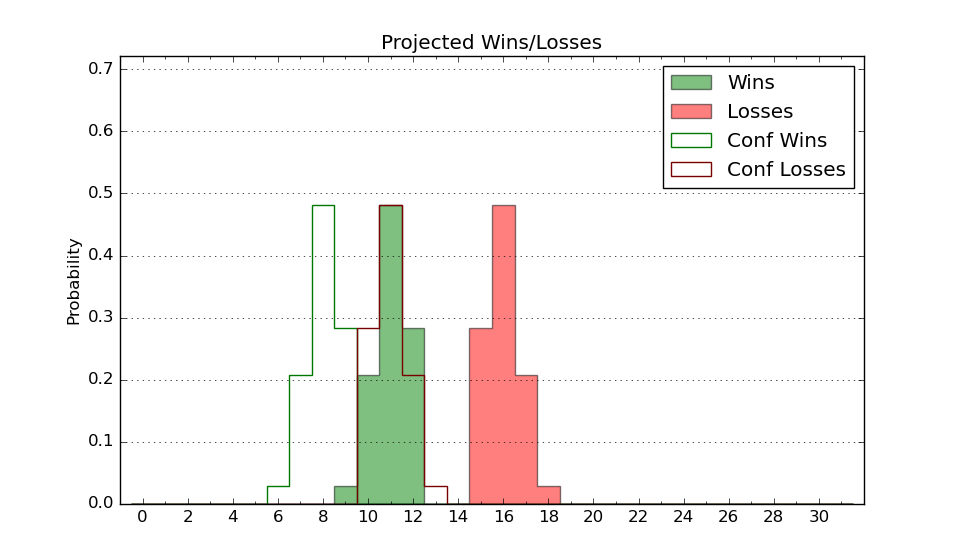 Projected Wins/Losses
0.7
0.6
0.5
0.4
0.3
0.2
0.1
0.0
Probability
Wins
Losses
Conf Wins
Conf Losses
0 2 4 6 8 10 12 14 16 18 20 22 24 26 28 30